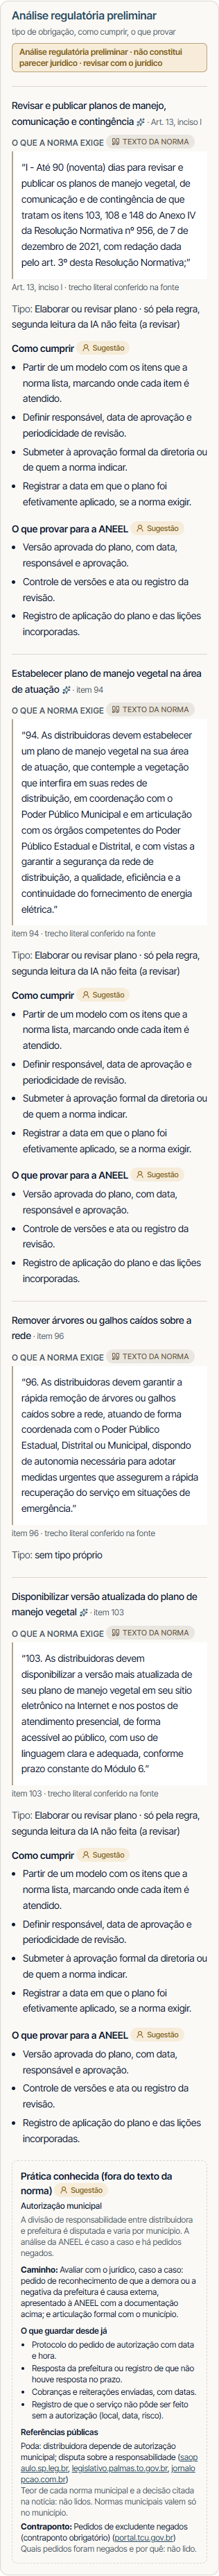 Análise regulatória preliminar
tipo de obrigação, como cumprir, o que provar
Análise regulatória preliminar · não constitui
parecer jurídico · revisar com o jurídico
Revisar e publicar planos de manejo,
comunicação e contingência · Art. 13, inciso I
O QUE A NORMA EXIGE TEXTO DA NORMA
"I - Até 90 (noventa) dias para revisar e
publicar os planos de manejo vegetal, de
comunicação e de contingência de que
tratam os itens 103, 108 e 148 do Anexo IV
da Resolução Normativa nº 956, de 7 de
dezembro de 2021, com redação dada
pelo art. 3º desta Resolução Normativa;"
Art. 13, inciso I · trecho literal conferido na fonte
Tipo: Elaborar ou revisar plano · só pela regra,
segunda leitura da IA não feita (a revisar)
Como cumprir Sugestão
• Partir de um modelo com os itens que a
norma lista, marcando onde cada item é
atendido.
• Definir responsável, data de aprovação e
periodicidade de revisão.
• Submeter à aprovação formal da diretoria ou
de quem a norma indicar.
• Registrar a data em que o plano foi
efetivamente aplicado, se a norma exigir.
O que provar para a ANEEL Sugestão
• Versão aprovada do plano, com data,
responsável e aprovação.
• Controle de versões e ata ou registro da
revisão.
• Registro de aplicação do plano e das lições
incorporadas.
Estabelecer plano de manejo vegetal na área
de atuação · item 94
O QUE A NORMA EXIGE TEXTO DA NORMA
"94. As distribuidoras devem estabelecer
um plano de manejo vegetal na sua área
de atuação, que contemple a vegetação
que interfira em suas redes de
distribuição, em coordenação com o
Poder Público Municipal e em articulação
com os órgãos competentes do Poder
Público Estadual e Distrital, e com vistas a
garantir a segurança da rede de
distribuição, a qualidade, eficiência e a
continuidade do fornecimento de energia
elétrica."
item 94 · trecho literal conferido na fonte
Tipo: Elaborar ou revisar plano · só pela regra,
segunda leitura da IA não feita (a revisar)
Como cumprir Sugestão
• Partir de um modelo com os itens que a
norma lista, marcando onde cada item é
atendido.
• Definir responsável, data de aprovação e
periodicidade de revisão.
• Submeter à aprovação formal da diretoria ou
de quem a norma indicar.
• Registrar a data em que o plano foi
efetivamente aplicado, se a norma exigir.
O que provar para a ANEEL Sugestão
• Versão aprovada do plano, com data,
responsável e aprovação.
• Controle de versões e ata ou registro da
revisão.
• Registro de aplicação do plano e das lições
incorporadas.
Remover árvores ou galhos caídos sobre a
rede · item 96
O QUE A NORMA EXIGE TEXTO DA NORMA
"96. As distribuidoras devem garantir a
rápida remoção de árvores ou galhos
caídos sobre a rede, atuando de forma
coordenada com o Poder Público
Estadual, Distrital ou Municipal, dispondo
de autonomia necessária para adotar
medidas urgentes que assegurem a rápida
recuperação do serviço em situações de
emergência."
item 96 · trecho literal conferido na fonte
Tipo: sem tipo próprio
Disponibilizar versão atualizada do plano de
manejo vegetal · item 103
O QUE A NORMA EXIGE TEXTO DA NORMA
"103. As distribuidoras devem
disponibilizar a versão mais atualizada de
seu plano de manejo vegetal em seu sítio
eletrônico na Internet e nos postos de
atendimento presencial, de forma
acessível ao público, com uso de
linguagem clara e adequada, conforme
prazo constante do Módulo 6."
item 103 · trecho literal conferido na fonte
Tipo: Elaborar ou revisar plano · só pela regra,
segunda leitura da IA não feita (a revisar)
Como cumprir Sugestão
• Partir de um modelo com os itens que a
norma lista, marcando onde cada item é
atendido.
• Definir responsável, data de aprovação e
periodicidade de revisão.
• Submeter à aprovação formal da diretoria ou
de quem a norma indicar.
• Registrar a data em que o plano foi
efetivamente aplicado, se a norma exigir.
O que provar para a ANEEL Sugestão
• Versão aprovada do plano, com data,
responsável e aprovação.
• Controle de versões e ata ou registro da
revisão.
• Registro de aplicação do plano e das lições
incorporadas.
Prática conhecida (fora do texto da
norma) Sugestão
Autorização municipal
A divisão de responsabilidade entre distribuidora
e prefeitura é disputada e varia por município. A
análise da ANEEL é caso a caso e há pedidos
negados.
Caminho: Avaliar com o jurídico, caso a caso:
pedido de reconhecimento de que a demora ou a
negativa da prefeitura é causa externa,
apresentado à ANEEL com a documentação
acima; e articulação formal com o município.
O que guardar desde já
• Protocolo do pedido de autorização com data
e hora.
• Resposta da prefeitura ou registro de que não
houve resposta no prazo.
• Cobranças e reiterações enviadas, com datas.
• Registro de que o serviço não pôde ser feito
sem a autorização (local, data, risco).
Referências públicas
Poda: distribuidora depende de autorização
municipal; disputa sobre a responsabilidade (saop
aulo.sp.leg.br, legislativo.palmas.to.gov.br, jornalo
pcao.com.br)
Teor de cada norma municipal e a decisão citada
na notícia: não lidos. Normas municipais valem só
no município.
Contraponto: Pedidos de excludente negados
(contraponto obrigatório) (portal.tcu.gov.br)
Quais pedidos foram negados e por quê: não lido.